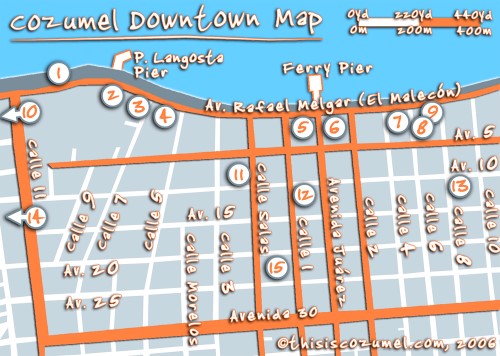 Cozumel Downtown Map
0yd 220yd 440yd
0m 200m 400m
P. Langosta
Pier
Ferry Pier
Av. Rafael Melgar (El Malecón)
1
2
3
4
5
6
7
8
9
10
11
12
13
14
15
Av. 5
Av. 10
Av. 15
Av. 20
Av. 25
Avenida 30
Calle 11
Calle 9
Calle 7
Calle 5
Calle Morelos
Calle 3
Calle Salas
Calle 1
Avenida Juárez
Calle 2
Calle 4
Calle 6
Calle 8
Calle 10
©thisiscozumel.com, 2006